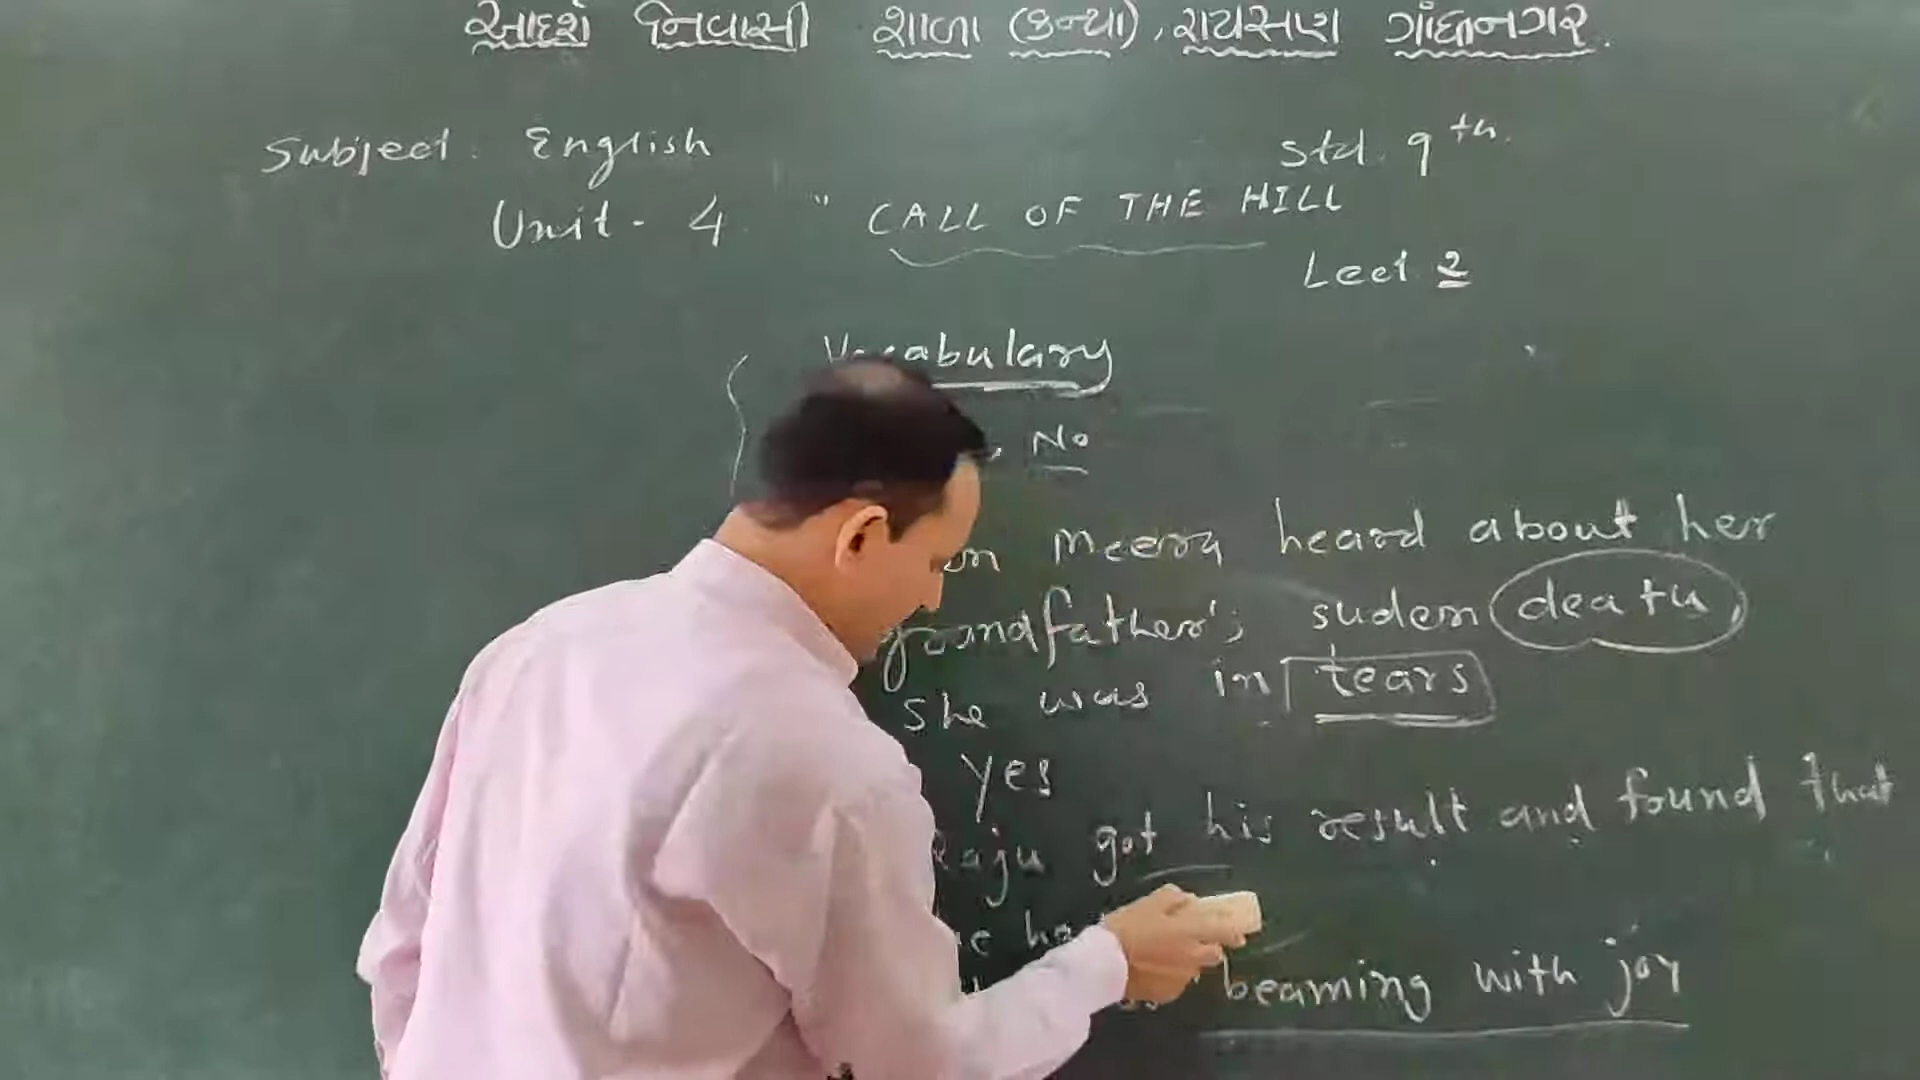 આદર્શ નિવાસી શાળા (કન્યા), રાયસણ ગાંધીનગર.
Subject: English Std. 9th.
Unit - 4 " CALL OF THE HILL
Lect 2
Vocabulary
, No
Meera heard about her
grandfather's suden death,
She was in tears
Yes
Raju got his result and found that
he
beaming with joy